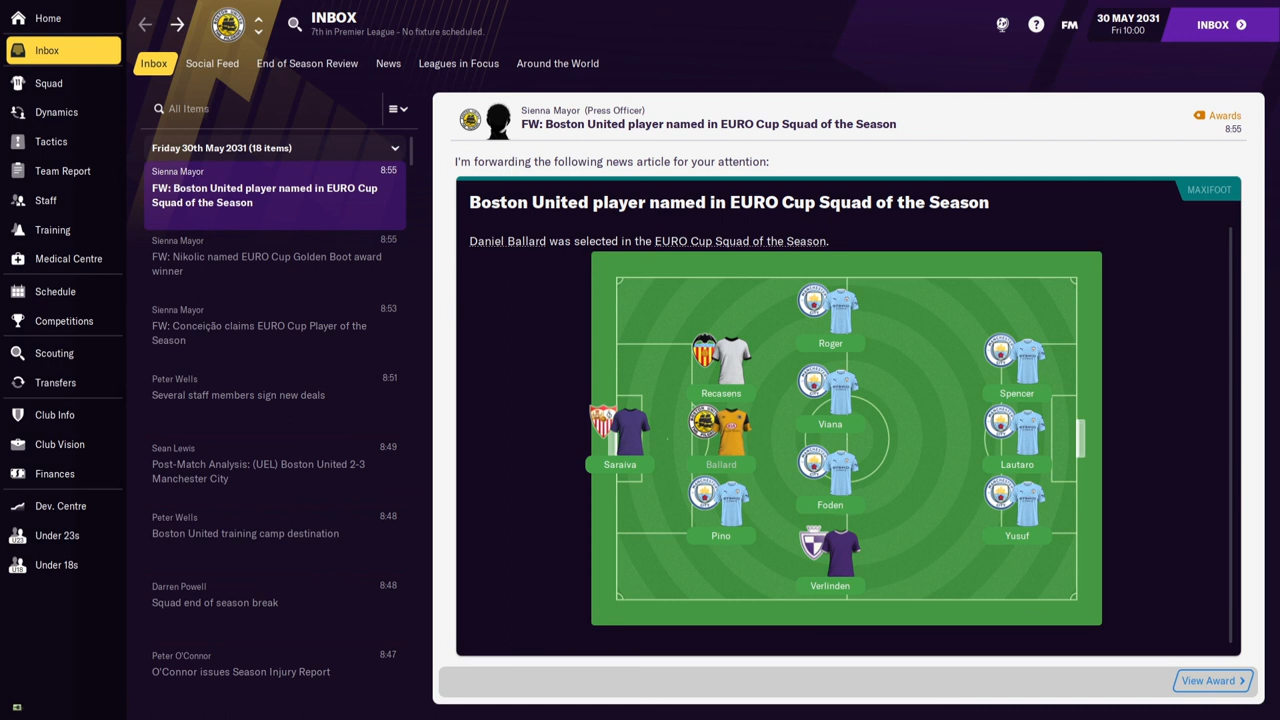 Home
Inbox
Squad
Dynamics
Tactics
Team Report
Staff
Training
Medical Centre
Schedule
Competitions
Scouting
Transfers
Club Info
Club Vision
Finances
Dev. Centre
Under 23s
Under 18s
INBOX
7th in Premier League - No fixture scheduled.
FM
30 MAY 2031
Fri 10:00
INBOX
Inbox
Social Feed
End of Season Review
News
Leagues in Focus
Around the World
All Items
Friday 30th May 2031 (18 items)
Sienna Mayor 8:55
FW: Boston United player named in EURO Cup
Squad of the Season
Sienna Mayor 8:55
FW: Nikolic named EURO Cup Golden Boot award
winner
Sienna Mayor 8:53
FW: Conceição claims EURO Cup Player of the
Season
Peter Wells 8:51
Several staff members sign new deals
Sean Lewis 8:49
Post-Match Analysis: (UEL) Boston United 2-3
Manchester City
Peter Wells 8:48
Boston United training camp destination
Darren Powell 8:48
Squad end of season break
Peter O'Connor 8:47
O'Connor issues Season Injury Report
Sienna Mayor (Press Officer)
FW: Boston United player named in EURO Cup Squad of the Season
Awards
8:55
I'm forwarding the following news article for your attention:
MAXIFOOT
Boston United player named in EURO Cup Squad of the Season
Daniel Ballard was selected in the EURO Cup Squad of the Season.
Roger
Recasens
Spencer
Viana
Saraiva
Ballard
Lautaro
Foden
Pino
Yusuf
Verlinden
View Award